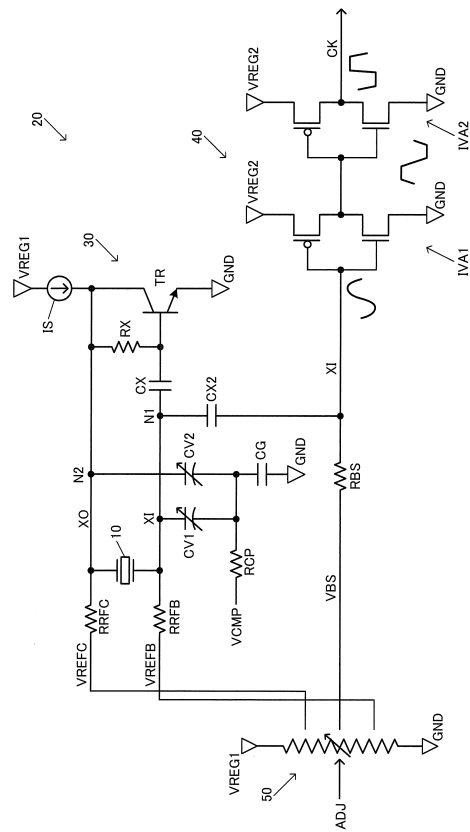 20
30
40
VREG1
IS
TR
RX
GND
CX
N1
CX2
N2
XO
XI
CV2
CV1
CG
GND
10
RCP
VCMP
RRFC
RRFB
VREFC
VREFB
VREG1
50
ADJ
GND
VBS
RBS
XI
VREG2
GND
IVA1
VREG2
GND
IVA2
CK